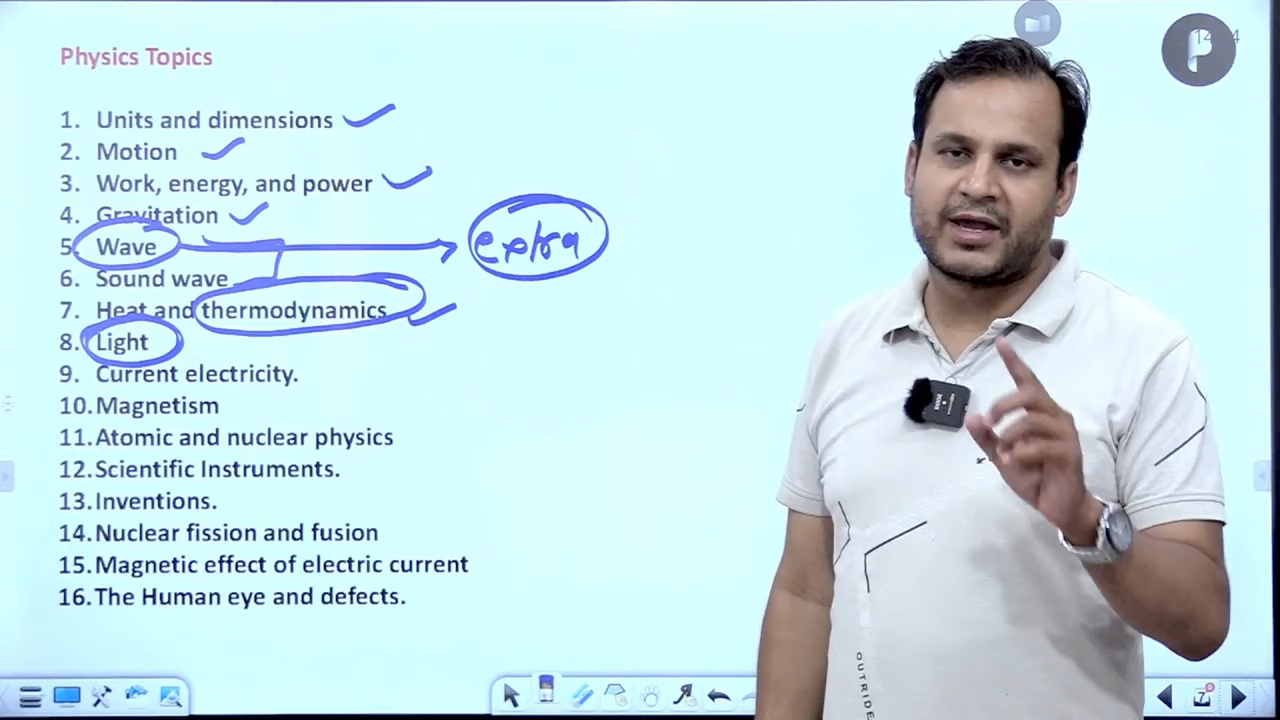 Physics Topics
1. Units and dimensions
2. Motion
3. Work, energy, and power
4. Gravitation
5. Wave
extra
6. Sound wave
7. Heat and thermodynamics
8. Light
9. Current electricity.
10. Magnetism
11. Atomic and nuclear physics
12. Scientific Instruments.
13. Inventions.
14. Nuclear fission and fusion
15. Magnetic effect of electric current
16. The Human eye and defects.
OUTRIDE
7